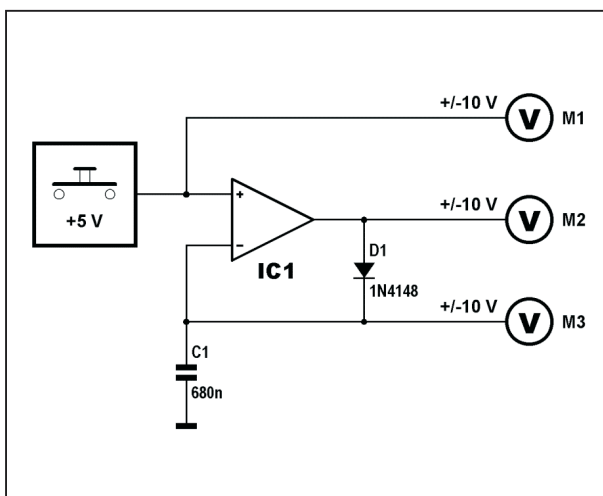 +/-10 V
V
M1
+5 V
+
+/-10 V
V
M2
−
IC1
D1
1N4148
+/-10 V
V
M3
C1
680n